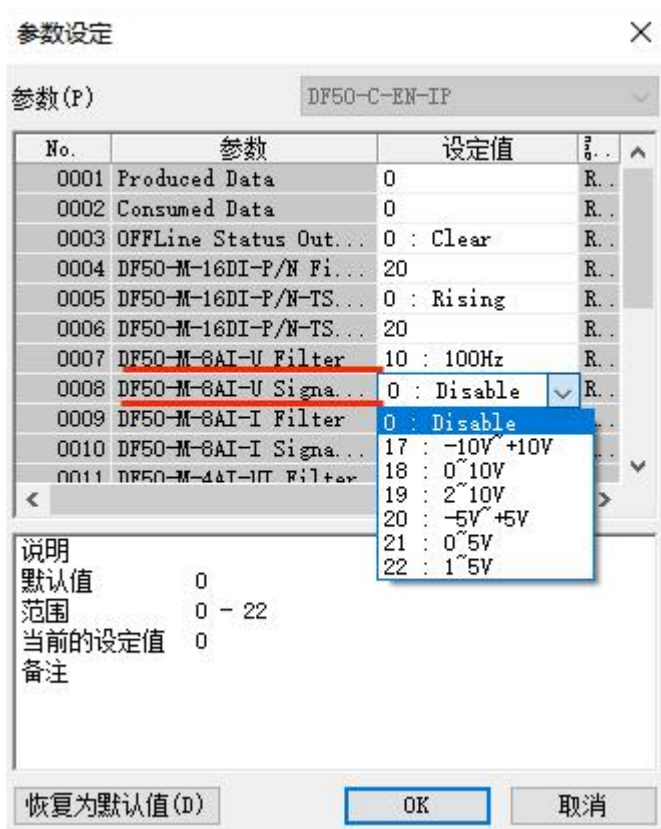 参数设定
参数(P) DF50-C-EN-IP
No. 参数 设定值
0001 Produced Data 0 R..
0002 Consumed Data 0 R..
0003 OFFLine Status Out... 0 : Clear R..
0004 DF50-M-16DI-P/N Fi... 20 R..
0005 DF50-M-16DI-P/N-TS... 0 : Rising R..
0006 DF50-M-16DI-P/N-TS... 20 R..
0007 DF50-M-8AI-U Filter 10 : 100Hz R..
0008 DF50-M-8AI-U Signa... 0 : Disable R..
0009 DF50-M-8AI-I Filter 0 : Disable
0010 DF50-M-8AI-I Signa... 17 : -10V~+10V
0011 DF50-M-4AI-UI Filter 18 : 0~10V
19 : 2~10V
20 : -5V~+5V
21 : 0~5V
22 : 1~5V
说明
默认值 0
范围 0 - 22
当前的设定值 0
备注
恢复为默认值(D) OK 取消